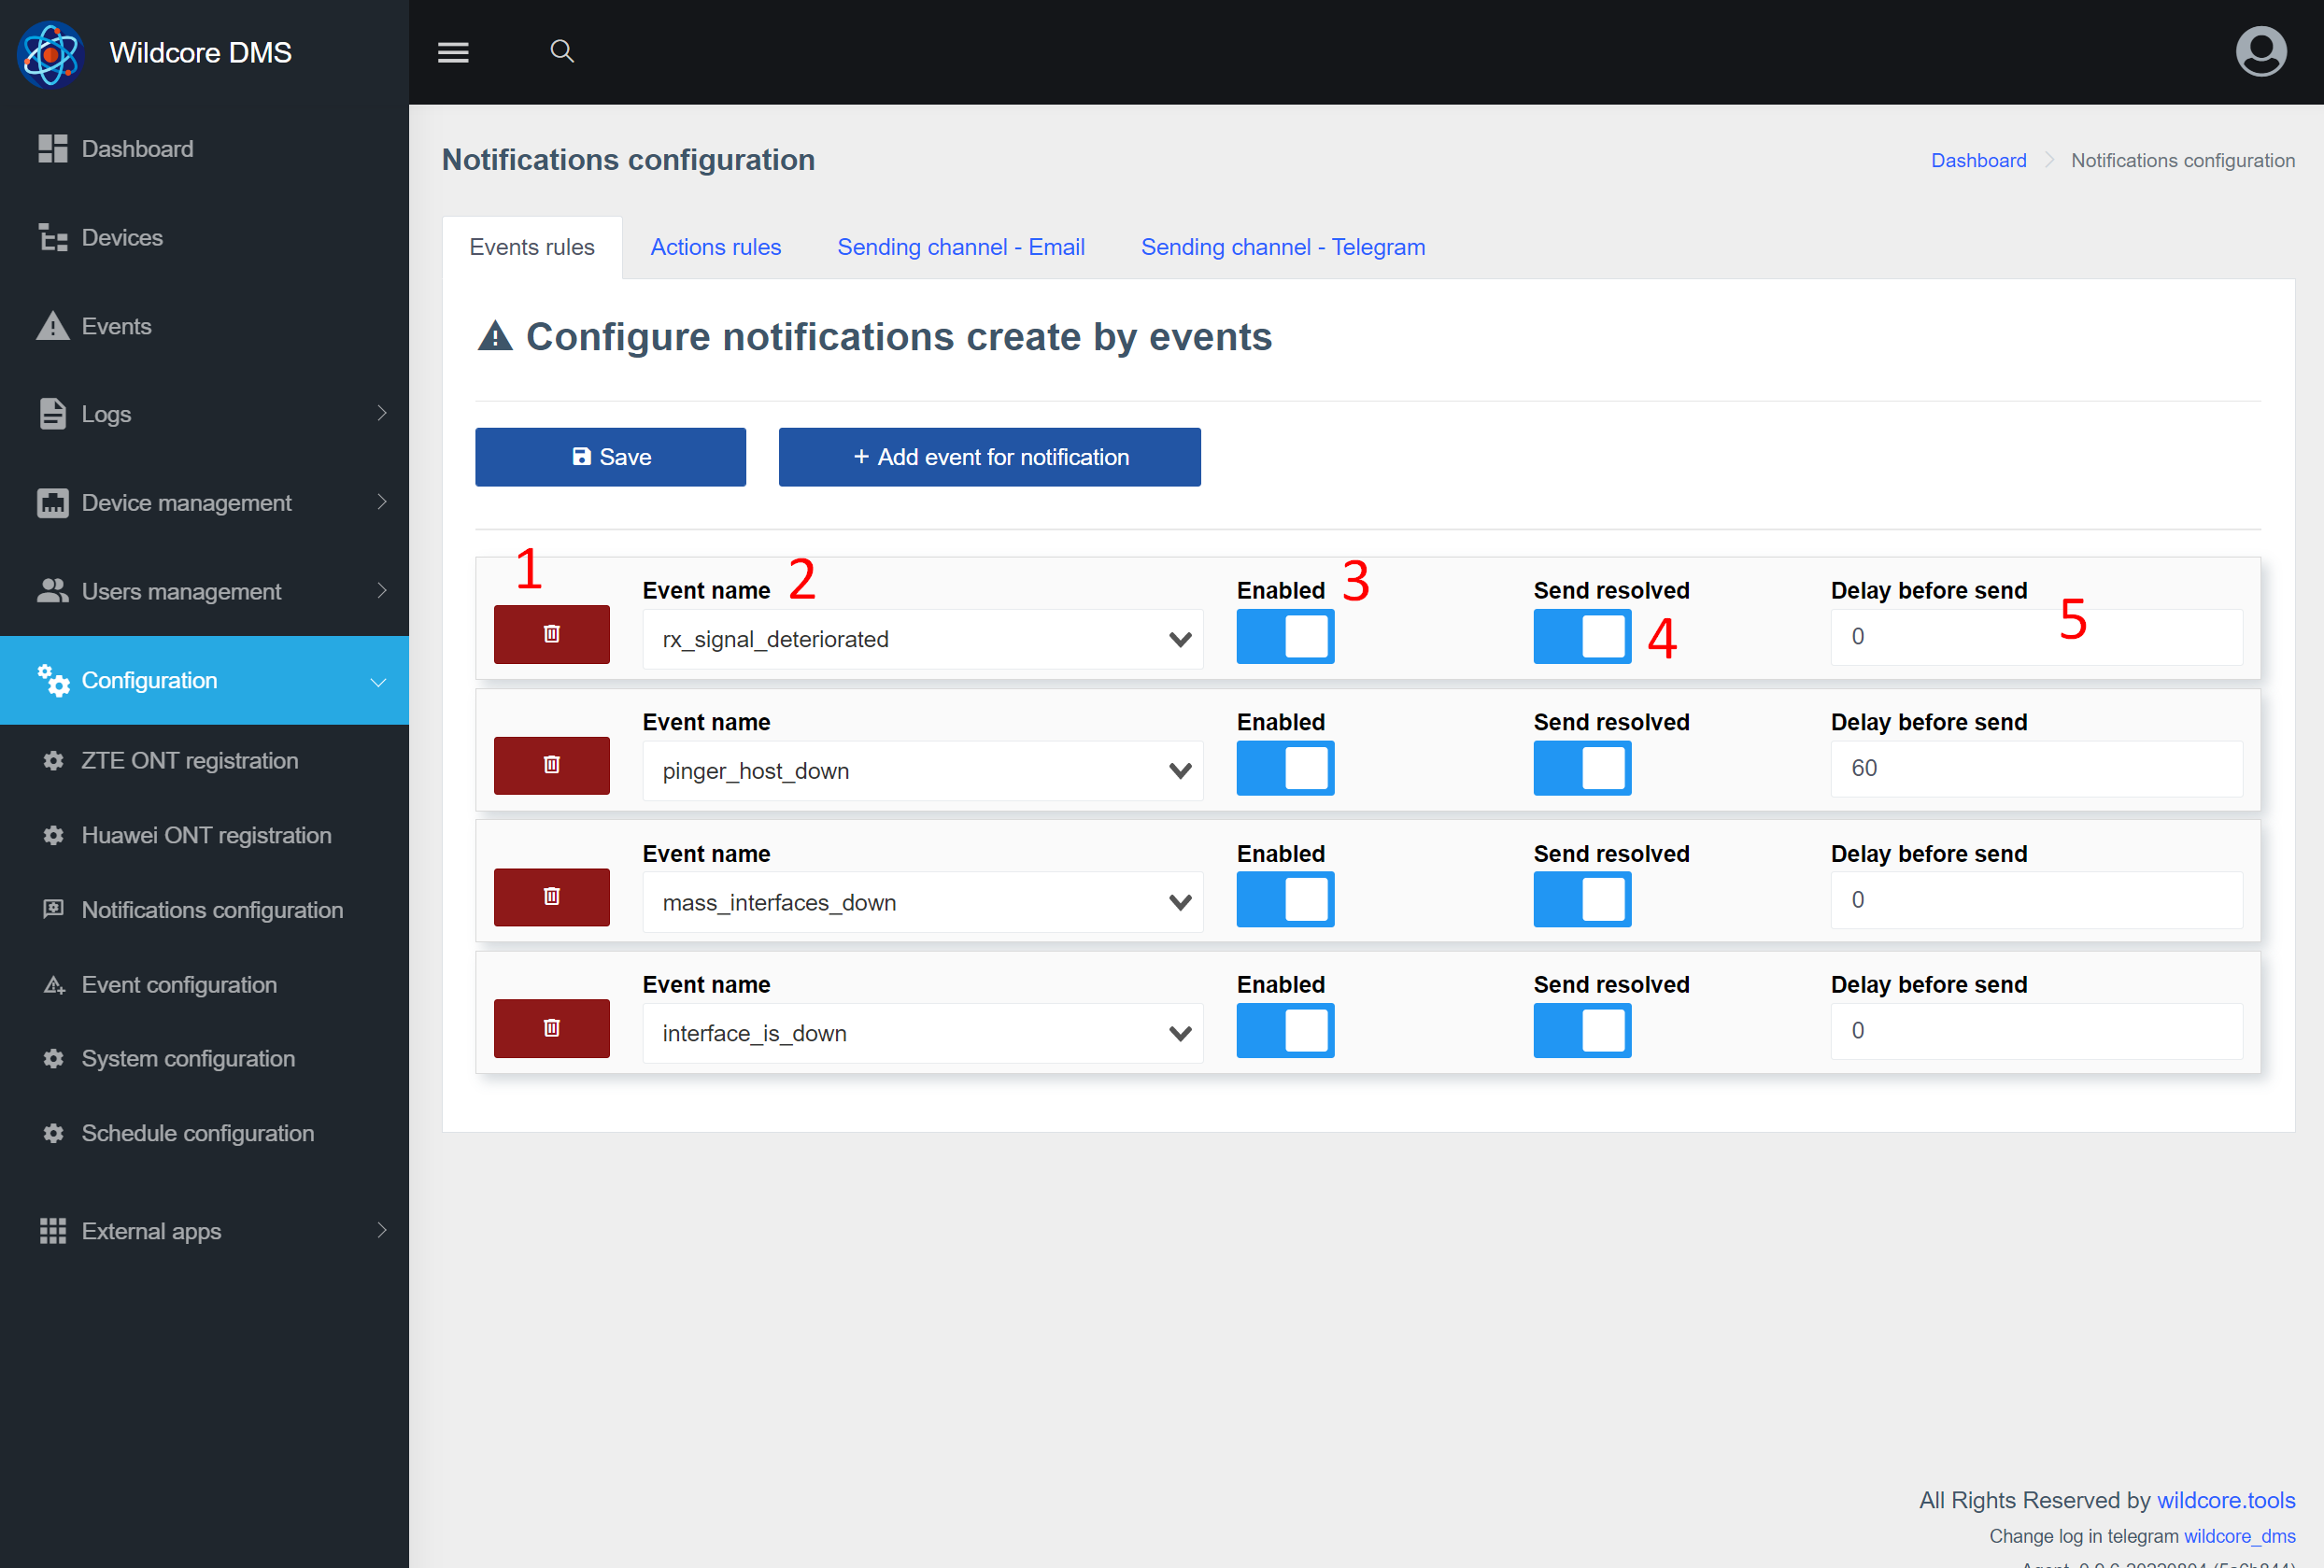 Wildcore DMS
Dashboard
Devices
Events
Logs
Device management
Users management
Configuration
ZTE ONT registration
Huawei ONT registration
Notifications configuration
Event configuration
System configuration
Schedule configuration
External apps
Notifications configuration
Dashboard Notifications configuration
Events rules Actions rules Sending channel - Email Sending channel - Telegram
Configure notifications create by events
Save + Add event for notification
1 Event name 2 Enabled 3 Send resolved Delay before send
rx_signal_deteriorated 4 0 5
Event name Enabled Send resolved Delay before send
pinger_host_down 60
Event name Enabled Send resolved Delay before send
mass_interfaces_down 0
Event name Enabled Send resolved Delay before send
interface_is_down 0
All Rights Reserved by wildcore.tools
Change log in telegram wildcore_dms